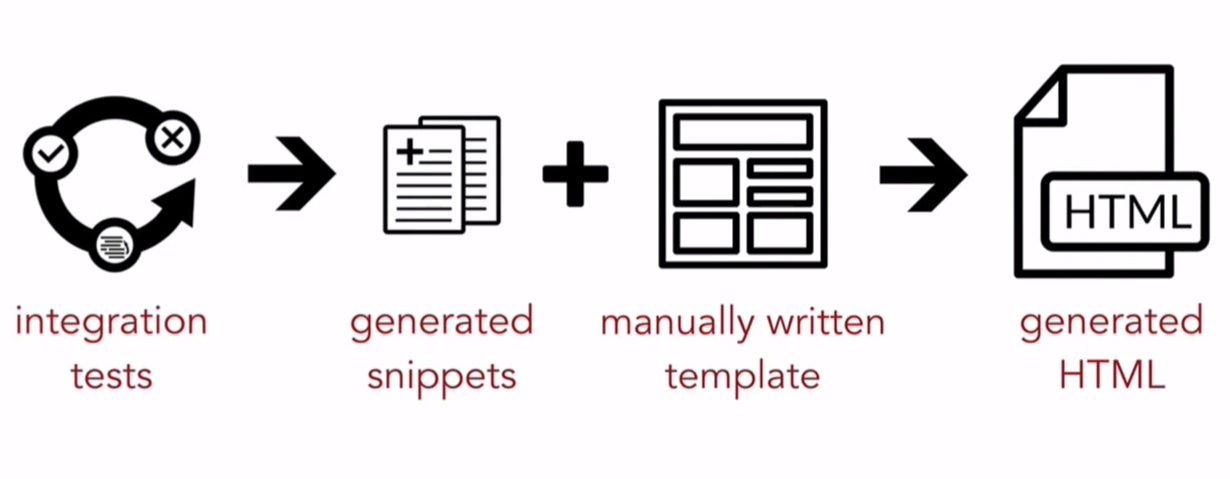 HTML
integration
tests
generated
snippets
manually written
template
generated
HTML